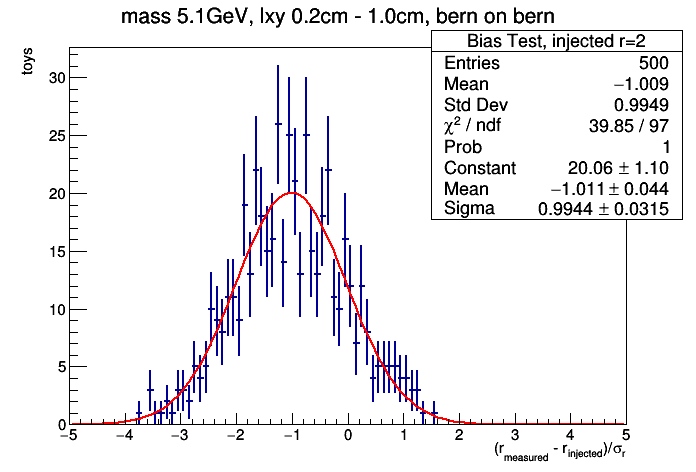 mass 5.1GeV, lxy 0.2cm - 1.0cm, bern on bern
Bias Test, injected r=2
Entries 500
Mean −1.009
Std Dev 0.9949
χ² / ndf 39.85 / 97
Prob 1
Constant 20.06 ± 1.10
Mean −1.011 ± 0.044
Sigma 0.9944 ± 0.0315
toys
30
25
20
15
10
5
0
−5 −4 −3 −2 −1 0 1 2 3 4 5
(r_measured - r_injected)/σ_r